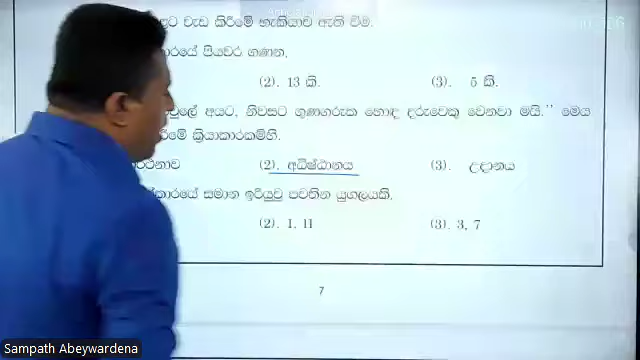 වැඩ කිරීමේ හැකියාව ඇති වීම.
කාරයේ පියවර ගණන,
(2). 13 කි. (3). 5 කි.
පවුලේ අයට, නිවසට ගුණගරුක හොඳ දරුවෙකු වෙනවා මයි.'' මෙය
කිරීමේ ක්‍රියාකාරකමිහි.
(2). අධිෂ්ඨානය (3). උදානය
කාරයේ සමාන ඉරියුවු පවතින යුගලයකි.
(2). 1, 11 (3). 3, 7
7
Sampath Abeywardena